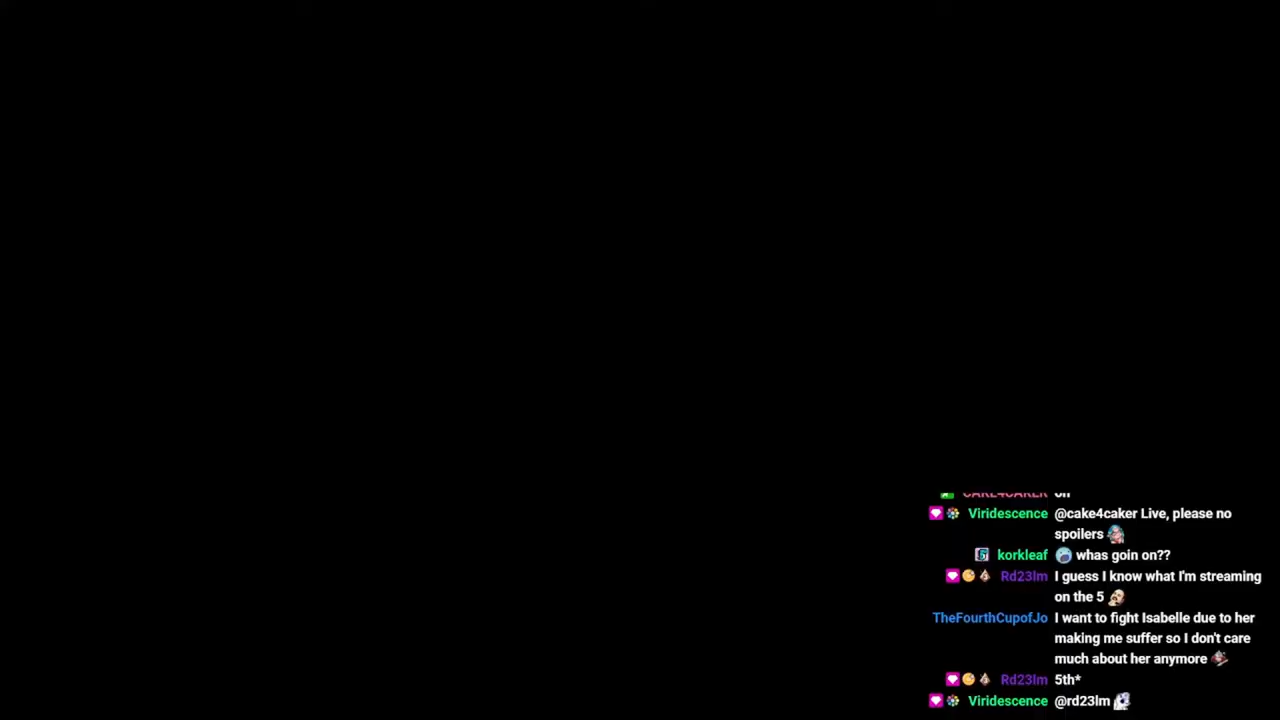 CAKE4CAKER oh
Viridescence @cake4caker Live, please no
spoilers
korkleaf whas goin on??
Rd23lm I guess I know what I'm streaming
on the 5
TheFourthCupofJo I want to fight Isabelle due to her
making me suffer so I don't care
much about her anymore
Rd23lm 5th*
Viridescence @rd23lm